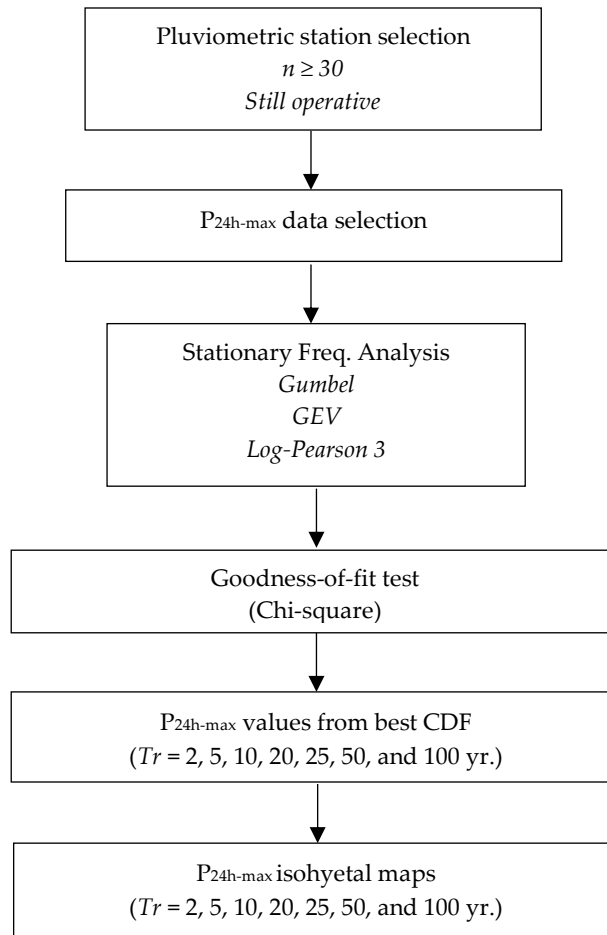 Pluviometric station selection
n ≥ 30
Still operative
P24h-max data selection
Stationary Freq. Analysis
Gumbel
GEV
Log-Pearson 3
Goodness-of-fit test
(Chi-square)
P24h-max values from best CDF
(Tr = 2, 5, 10, 20, 25, 50, and 100 yr.)
P24h-max isohyetal maps
(Tr = 2, 5, 10, 20, 25, 50, and 100 yr.)